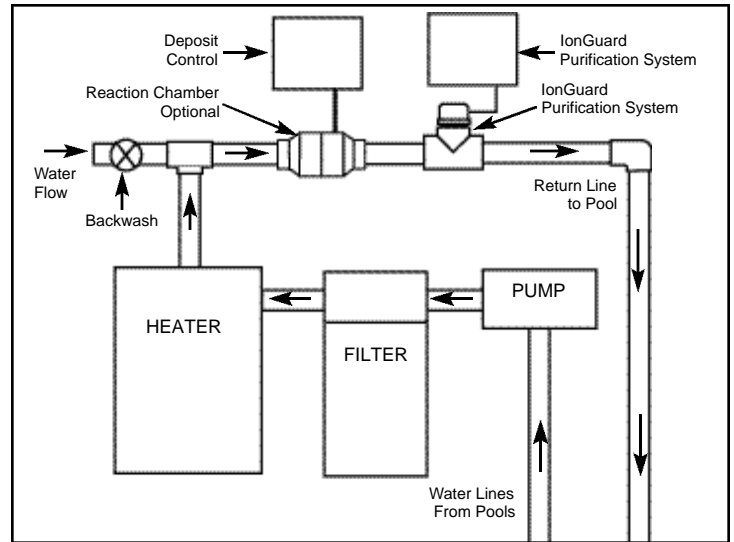 Deposit
Control
IonGuard
Purification System
Reaction Chamber
Optional
IonGuard
Purification System
Water
Flow
Backwash
Return Line
to Pool
HEATER
FILTER
PUMP
Water Lines
From Pools